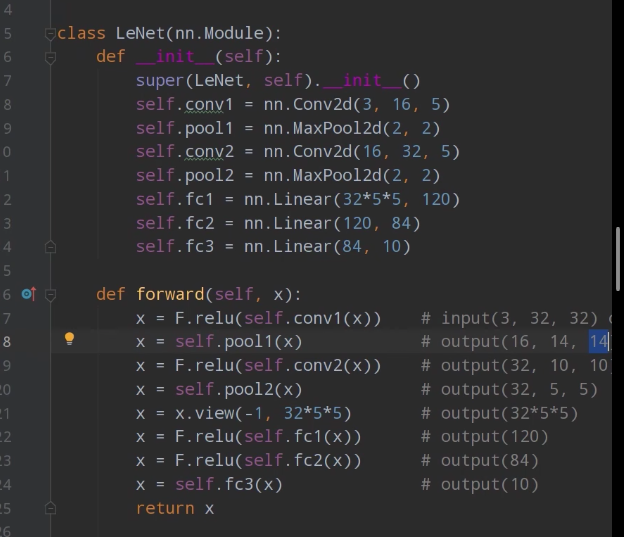 4
5 class LeNet(nn.Module):
6     def __init__(self):
7         super(LeNet, self).__init__()
8         self.conv1 = nn.Conv2d(3, 16, 5)
9         self.pool1 = nn.MaxPool2d(2, 2)
0         self.conv2 = nn.Conv2d(16, 32, 5)
1         self.pool2 = nn.MaxPool2d(2, 2)
2         self.fc1 = nn.Linear(32*5*5, 120)
3         self.fc2 = nn.Linear(120, 84)
4         self.fc3 = nn.Linear(84, 10)
5
6     def forward(self, x):
7         x = F.relu(self.conv1(x))    # input(3, 32, 32)
8         x = self.pool1(x)            # output(16, 14, 14
9         x = F.relu(self.conv2(x))    # output(32, 10, 10
20         x = self.pool2(x)            # output(32, 5, 5)
21         x = x.view(-1, 32*5*5)       # output(32*5*5)
22         x = F.relu(self.fc1(x))      # output(120)
23         x = F.relu(self.fc2(x))      # output(84)
24         x = self.fc3(x)              # output(10)
25         return x
26